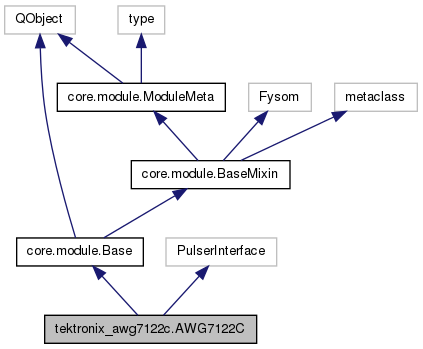 QObject
type
core.module.ModuleMeta
Fysom
metaclass
core.module.BaseMixin
core.module.Base
PulserInterface
tektronix_awg7122c.AWG7122C